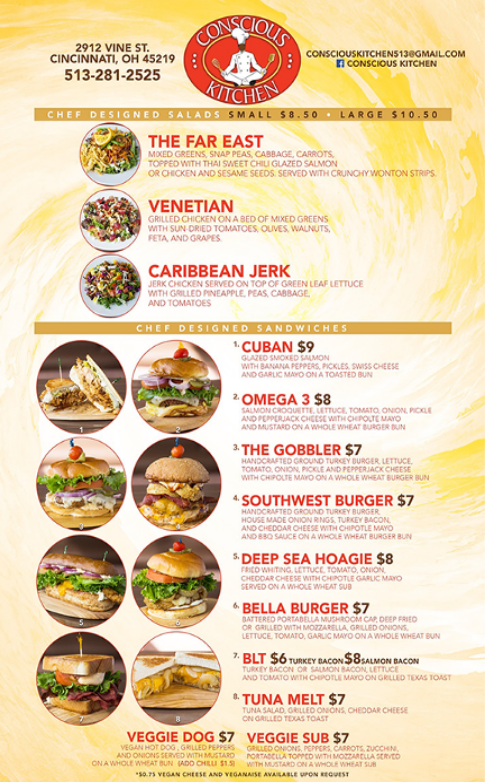 2912 VINE ST.
CINCINNATI, OH 45219
513-281-2525
CONSCIOUS
KITCHEN
CONSCIOUSKITCHEN513@GMAIL.COM
CONSCIOUS KITCHEN
CHEF DESIGNED SALADS SMALL $8.50 • LARGE $10.50
THE FAR EAST
MIXED GREENS, SNAP PEAS, CABBAGE, CARROTS,
TOPPED WITH THAI SWEET CHILI GLAZED SALMON
OR CHICKEN AND SESAME SEEDS. SERVED WITH CRUNCHY WONTON STRIPS.
VENETIAN
GRILLED CHICKEN ON A BED OF MIXED GREENS
WITH SUN-DRIED TOMATOES, OLIVES, WALNUTS,
FETA, AND GRAPES.
CARIBBEAN JERK
JERK CHICKEN SERVED ON TOP OF GREEN LEAF LETTUCE
WITH GRILLED PINEAPPLE, PEAS, CABBAGE,
AND TOMATOES
CHEF DESIGNED SANDWICHES
1. CUBAN $9
GLAZED SMOKED SALMON
WITH BANANA PEPPERS, PICKLES, SWISS CHEESE
AND GARLIC MAYO ON A TOASTED BUN
2. OMEGA 3 $8
SALMON CROQUETTE, LETTUCE, TOMATO, ONION, PICKLE
AND PEPPERJACK CHEESE WITH CHIPOLTE MAYO
AND MUSTARD ON A WHOLE WHEAT BURGER BUN
3. THE GOBBLER $7
HANDCRAFTED GROUND TURKEY BURGER, LETTUCE,
TOMATO, ONION, PICKLE AND PEPPERJACK CHEESE
WITH CHIPOLTE MAYO ON A WHOLE WHEAT BURGER BUN
4. SOUTHWEST BURGER $7
HANDCRAFTED GROUND TURKEY BURGER,
HOUSE MADE ONION RINGS, TURKEY BACON,
AND CHEDDAR CHEESE WITH CHIPOTLE MAYO
AND BBQ SAUCE ON A WHOLE WHEAT BURGER BUN
5. DEEP SEA HOAGIE $8
FRIED WHITING, LETTUCE, TOMATO, ONION,
CHEDDAR CHEESE WITH CHIPOTLE GARLIC MAYO
SERVED ON A WHOLE WHEAT SUB
6. BELLA BURGER $7
BATTERED PORTABELLA MUSHROOM CAP, DEEP FRIED
OR GRILLED WITH MOZZARELLA, GRILLED ONIONS,
LETTUCE, TOMATO, GARLIC MAYO ON A WHOLE WHEAT BUN
7. BLT $6 TURKEY BACON $8 SALMON BACON
TURKEY BACON OR SALMON BACON, LETTUCE
AND TOMATO WITH CHIPOTLE MAYO ON GRILLED TEXAS TOAST
8. TUNA MELT $7
TUNA SALAD, GRILLED ONIONS, CHEDDAR CHEESE
ON GRILLED TEXAS TOAST
1
2
5
6
7
8
VEGGIE DOG $7
VEGAN HOT DOG, GRILLED PEPPERS
AND ONIONS SERVED WITH MUSTARD
ON A WHOLE WHEAT BUN (ADD CHILI $1.5)
VEGGIE SUB $7
GRILLED ONIONS, PEPPERS, CARROTS, ZUCCHINI,
PORTABELLA TOPPED WITH MOZZARELLA SERVED
WITH MUSTARD ON A WHOLE WHEAT SUB
*$0.75 VEGAN CHEESE AND VEGANAISE AVAILABLE UPON REQUEST